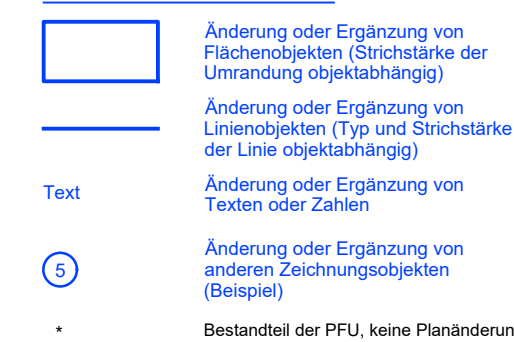 Änderung oder Ergänzung von
Flächenobjekten (Strichstärke der
Umrandung objektabhängig)
Änderung oder Ergänzung von
Linienobjekten (Typ und Strichstärke
der Linie objektabhängig)
Text
Änderung oder Ergänzung von
Texten oder Zahlen
5
Änderung oder Ergänzung von
anderen Zeichnungsobjekten
(Beispiel)
* Bestandteil der PFU, keine Planänderun